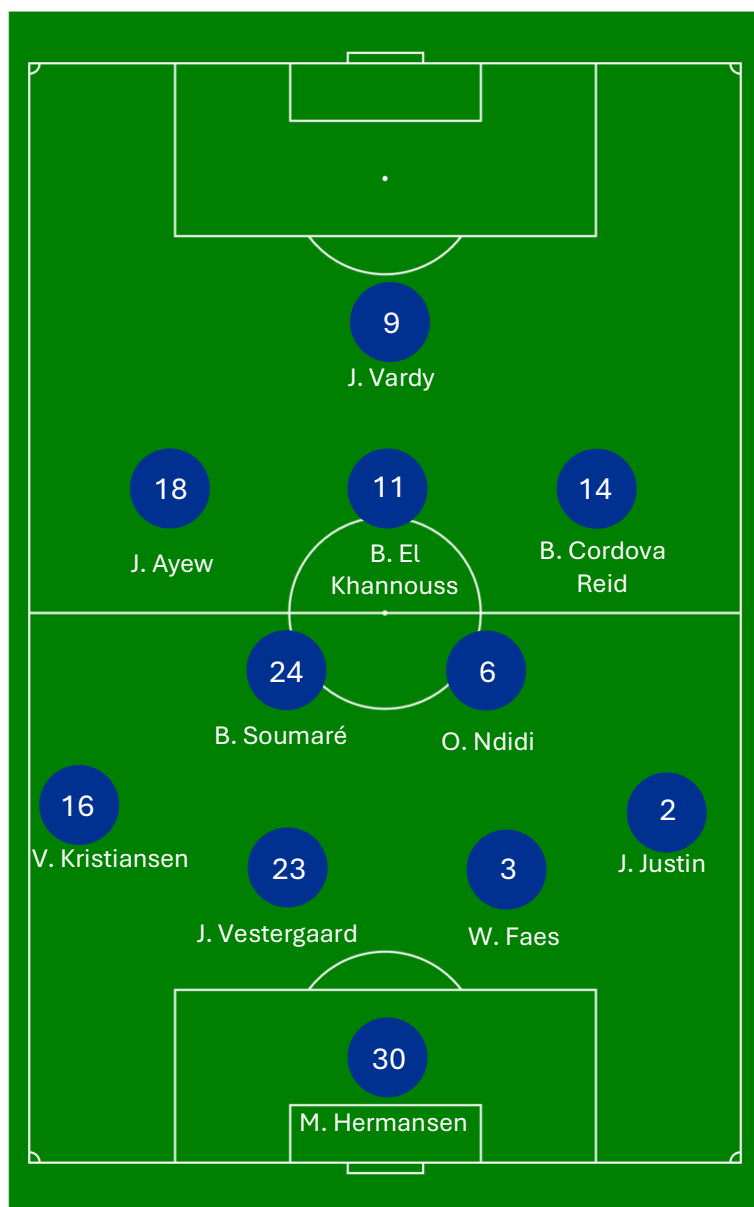 9
J. Vardy
18
11
14
J. Ayew
B. El
Khannouss
B. Cordova
Reid
24
6
B. Soumaré
O. Ndidi
16
2
V. Kristiansen
J. Justin
23
3
J. Vestergaard
W. Faes
30
M. Hermansen